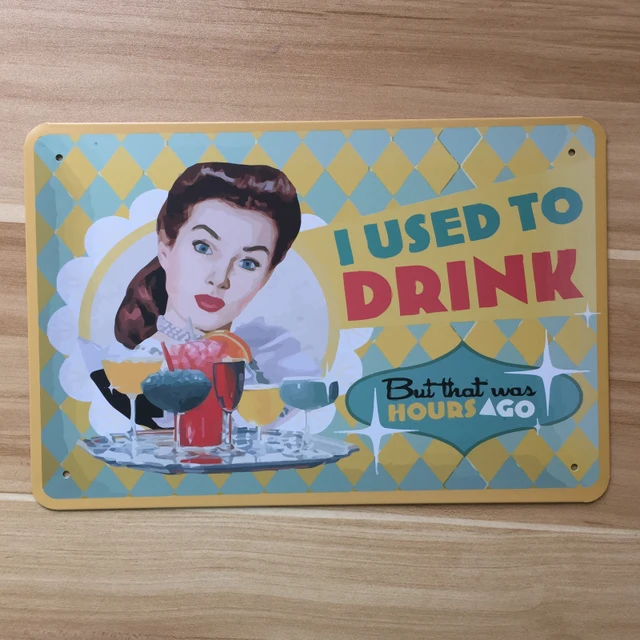 I USED TO
DRINK
But that was
HOURS AGO